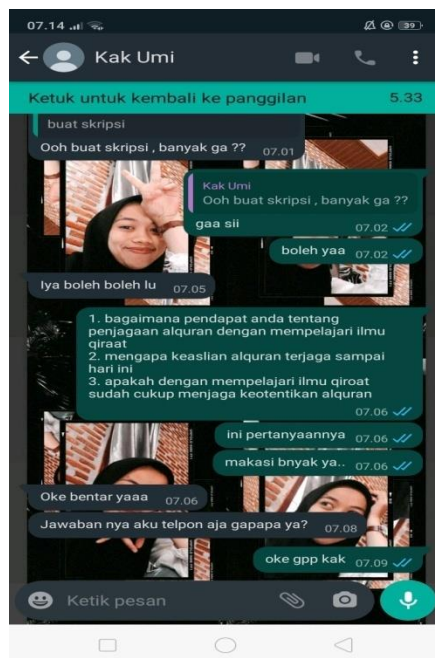 07.14
39
Kak Umi
Ketuk untuk kembali ke panggilan 5.33
buat skripsi
Ooh buat skripsi , banyak ga ?? 07.01
Kak Umi
Ooh buat skripsi , banyak ga ??
gaa sii 07.02
boleh yaa 07.02
Iya boleh boleh lu 07.05
1. bagaimana pendapat anda tentang
penjagaan alquran dengan mempelajari ilmu
qiraat
2. mengapa keaslian alquran terjaga sampai
hari ini
3. apakah dengan mempelajari ilmu qiroat
sudah cukup menjaga keotentikan alquran
07.06
ini pertanyaannya 07.06
makasi bnyak ya.. 07.06
Oke bentar yaaa 07.06
Jawaban nya aku telpon aja gapapa ya? 07.08
oke gpp kak 07.09
Ketik pesan